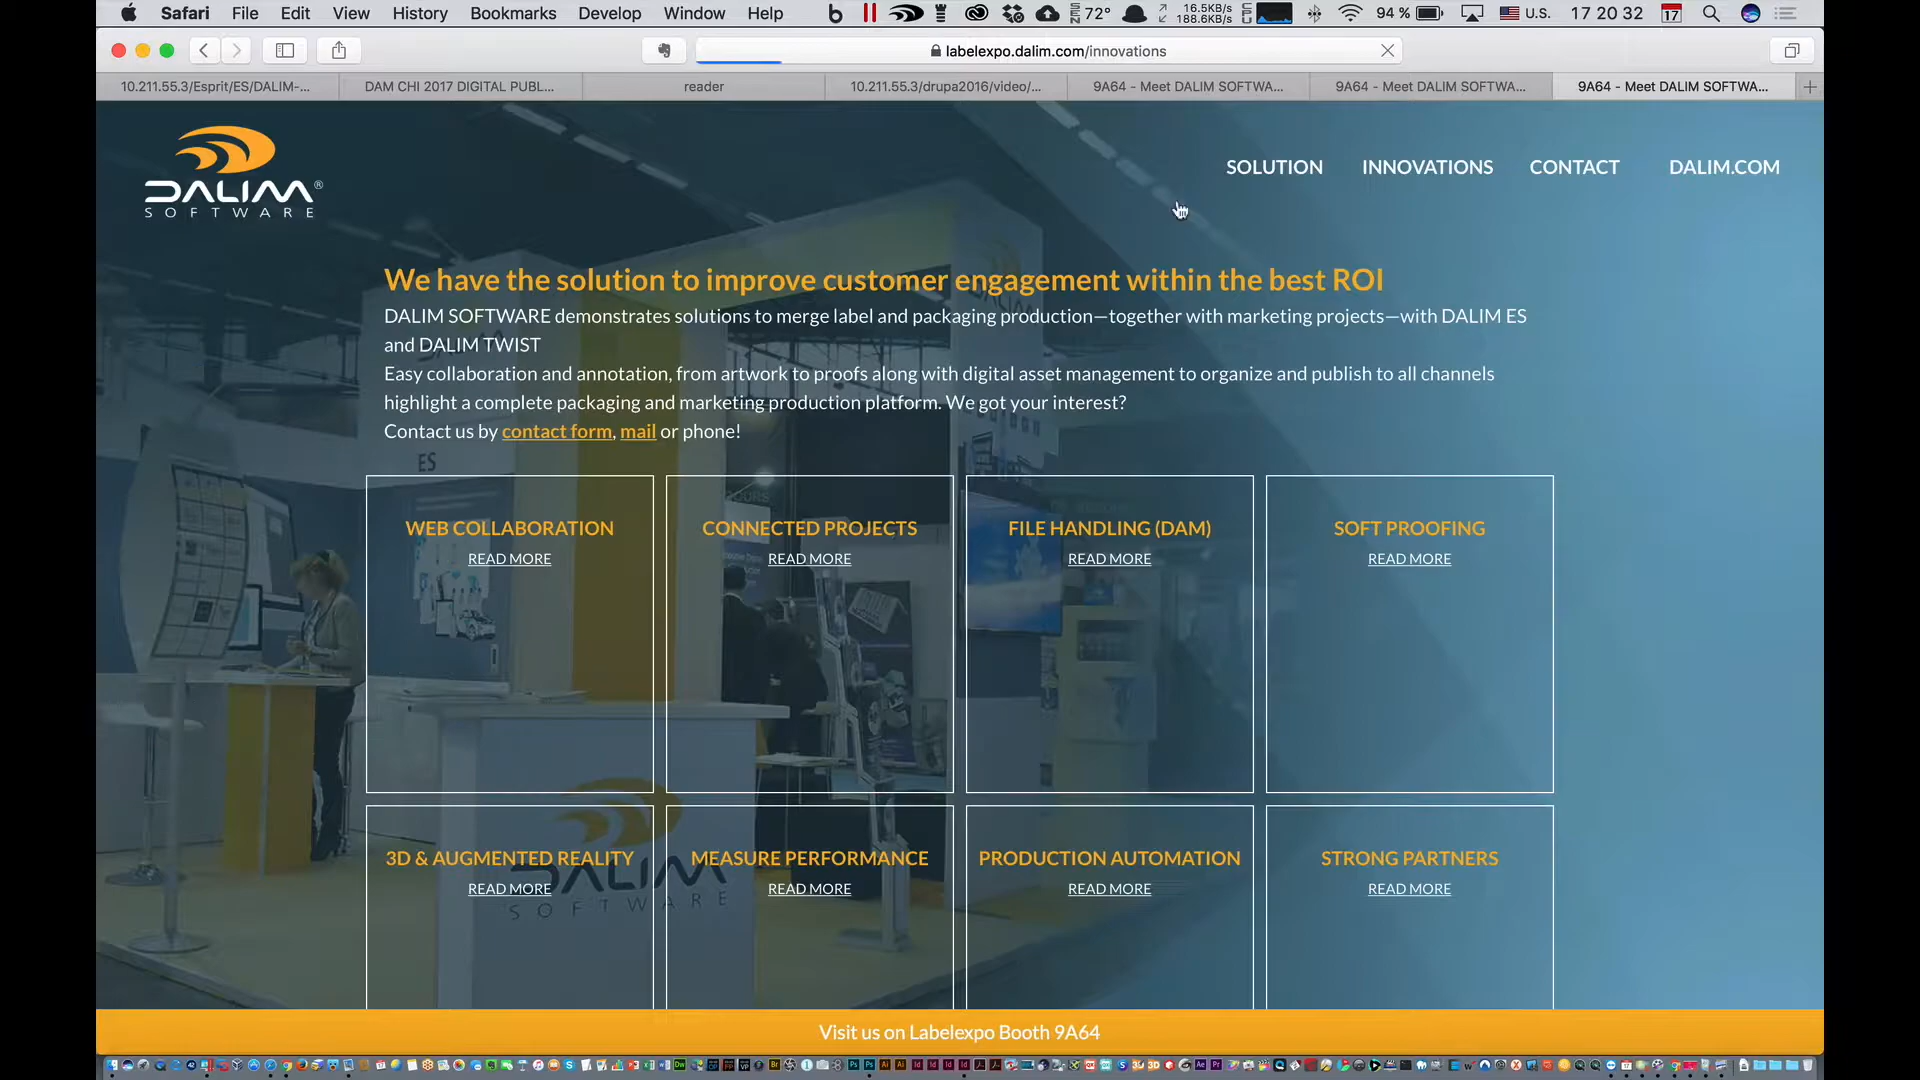 Safari File Edit View History Bookmarks Develop Window Help 72° 16.5KB/s 188.6KB/s 94 % U.S. 17 20 32 17
labelexpo.dalim.com/innovations
10.211.55.3/Esprit/ES/DALIM-... DAM CHI 2017 DIGITAL PUBL... reader 10.211.55.3/drupa2016/video/... 9A64 - Meet DALIM SOFTWA... 9A64 - Meet DALIM SOFTWA... 9A64 - Meet DALIM SOFTWA...
DALIM®
SOFTWARE
SOLUTION INNOVATIONS CONTACT DALIM.COM
We have the solution to improve customer engagement within the best ROI
DALIM SOFTWARE demonstrates solutions to merge label and packaging production—together with marketing projects—with DALIM ES
and DALIM TWIST
Easy collaboration and annotation, from artwork to proofs along with digital asset management to organize and publish to all channels
highlight a complete packaging and marketing production platform. We got your interest?
Contact us by contact form, mail or phone!
ES
WEB COLLABORATION
READ MORE
CONNECTED PROJECTS
READ MORE
FILE HANDLING (DAM)
READ MORE
SOFT PROOFING
READ MORE
3D & AUGMENTED REALITY
READ MORE
MEASURE PERFORMANCE
READ MORE
PRODUCTION AUTOMATION
READ MORE
STRONG PARTNERS
READ MORE
DALIM
SOFTWARE
Visit us on Labelexpo Booth 9A64